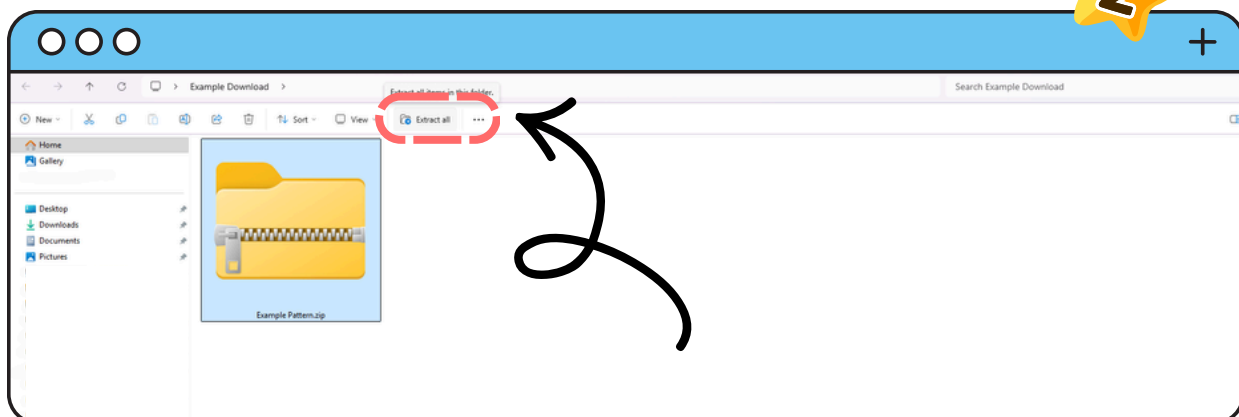 2
Example Download
Search Example Download
Extract all items in this folder.
New
Sort
View
Extract all
Home
Gallery
Desktop
Downloads
Documents
Pictures
Example Pattern.zip